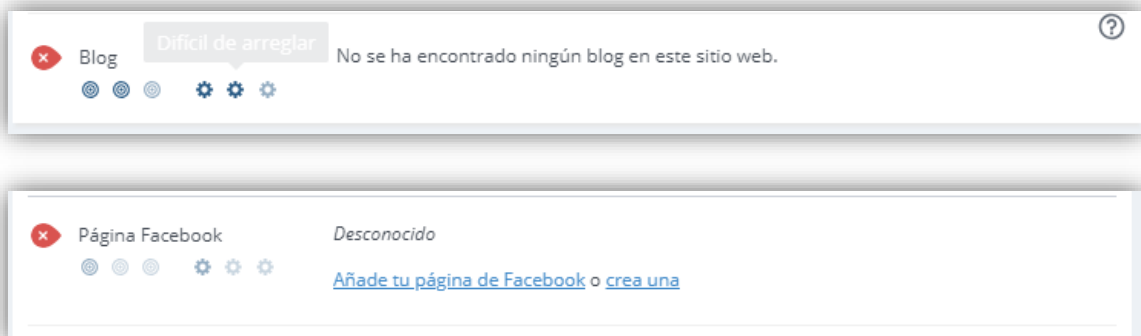 Difícil de arreglar
Blog
No se ha encontrado ningún blog en este sitio web.
Página Facebook
Desconocido
Añade tu página de Facebook o crea una